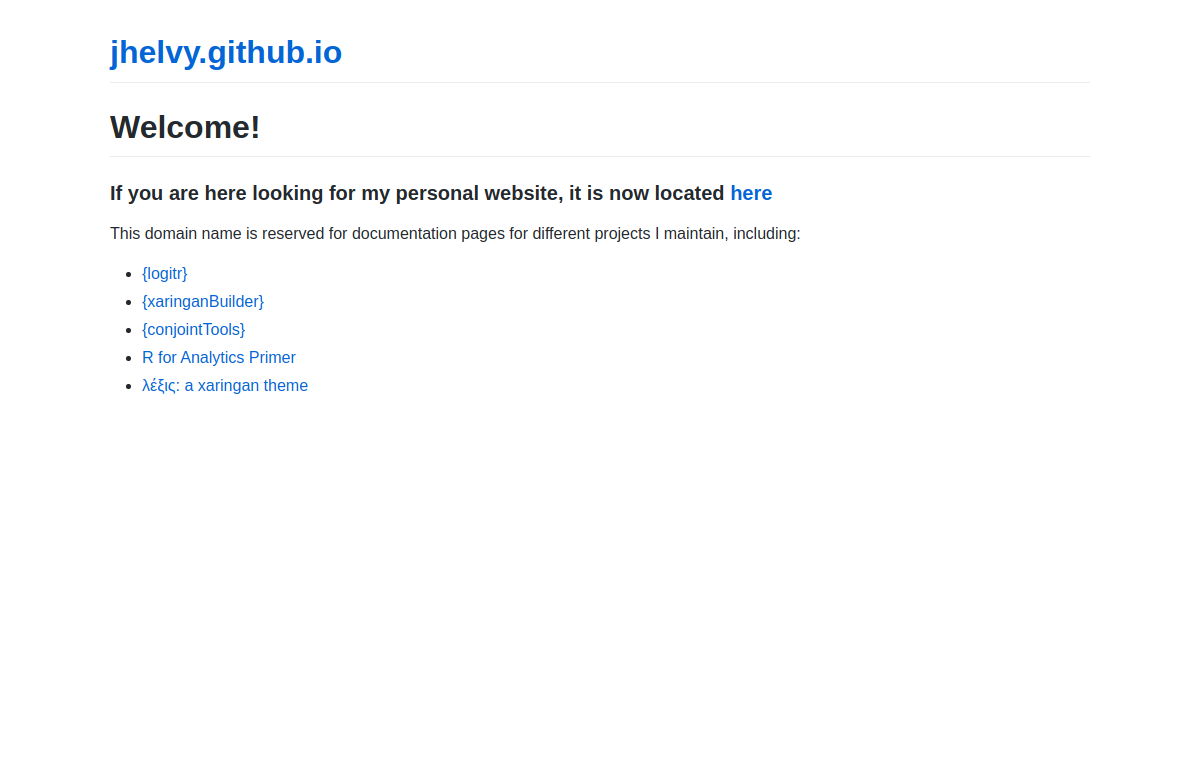 jhelvy.github.io
Welcome!
If you are here looking for my personal website, it is now located here
This domain name is reserved for documentation pages for different projects I maintain, including:
{logitr}
{xaringanBuilder}
{conjointTools}
R for Analytics Primer
λέξις: a xaringan theme